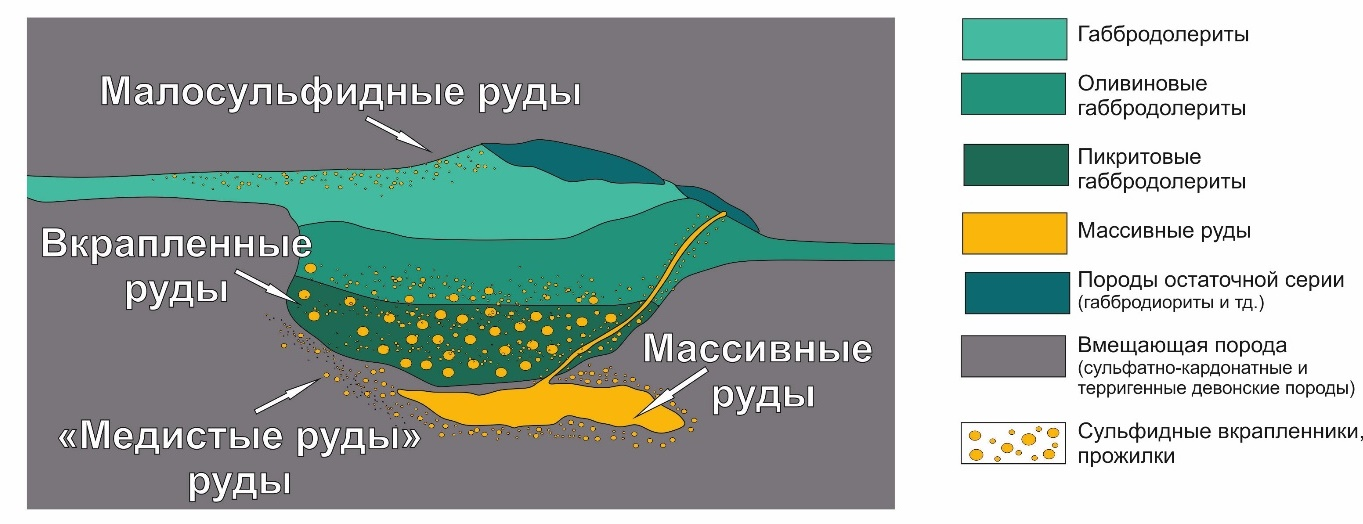 Малосульфидные руды
Вкрапленные
руды
Массивные
руды
«Медистые руды»
руды
Габбродолериты
Оливиновые
габбродолериты
Пикритовые
габбродолериты
Массивные руды
Породы остаточной серии
(габбродиориты и тд.)
Вмещающая порода
(сульфатно-кардонатные и
терригенные девонские породы)
Сульфидные вкрапленники,
прожилки